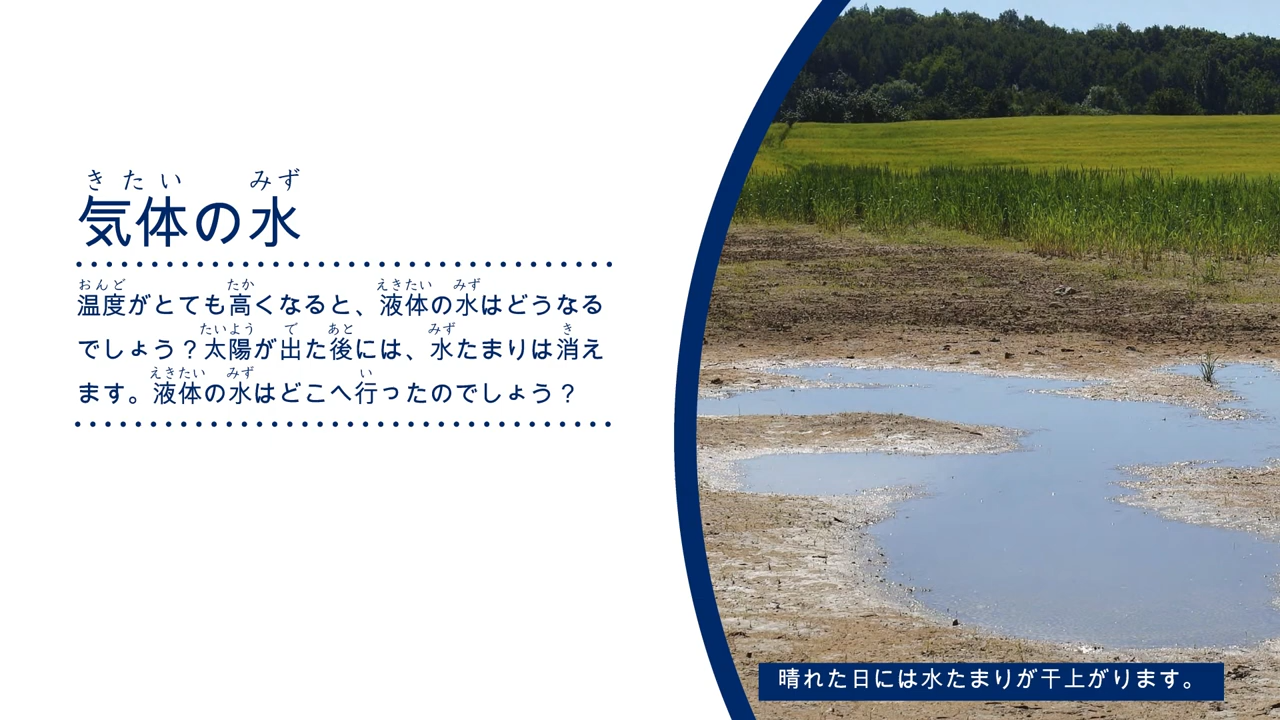 きたい みず
気体の水
おんど たか えきたい みず
温度がとても高くなると、液体の水はどうなる
たいよう で あと みず き
でしょう？太陽が出た後には、水たまりは消え
えきたい みず い
ます。液体の水はどこへ行ったのでしょう？
晴れた日には水たまりが干上がります。